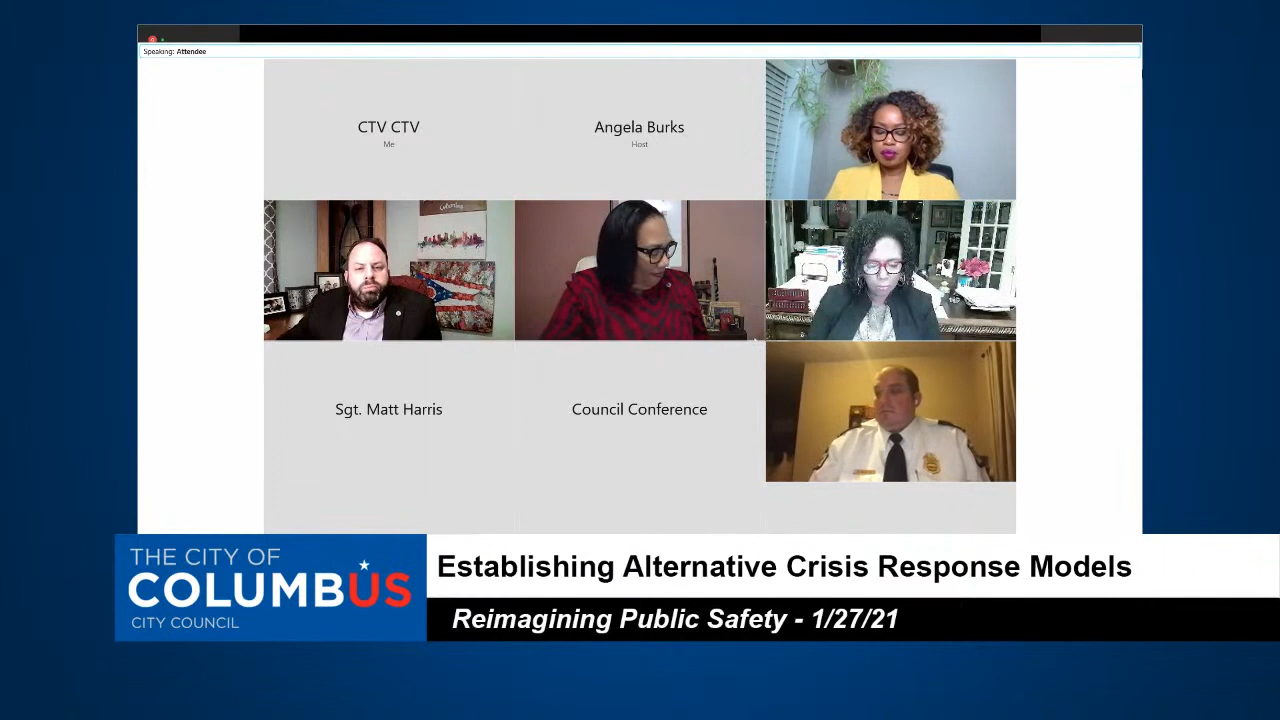 Speaking: Attendee
CTV CTV
Me
Angela Burks
Host
Columbus
Sgt. Matt Harris
Council Conference
THE CITY OF
COLUMBUS
CITY COUNCIL
Establishing Alternative Crisis Response Models
Reimagining Public Safety - 1/27/21